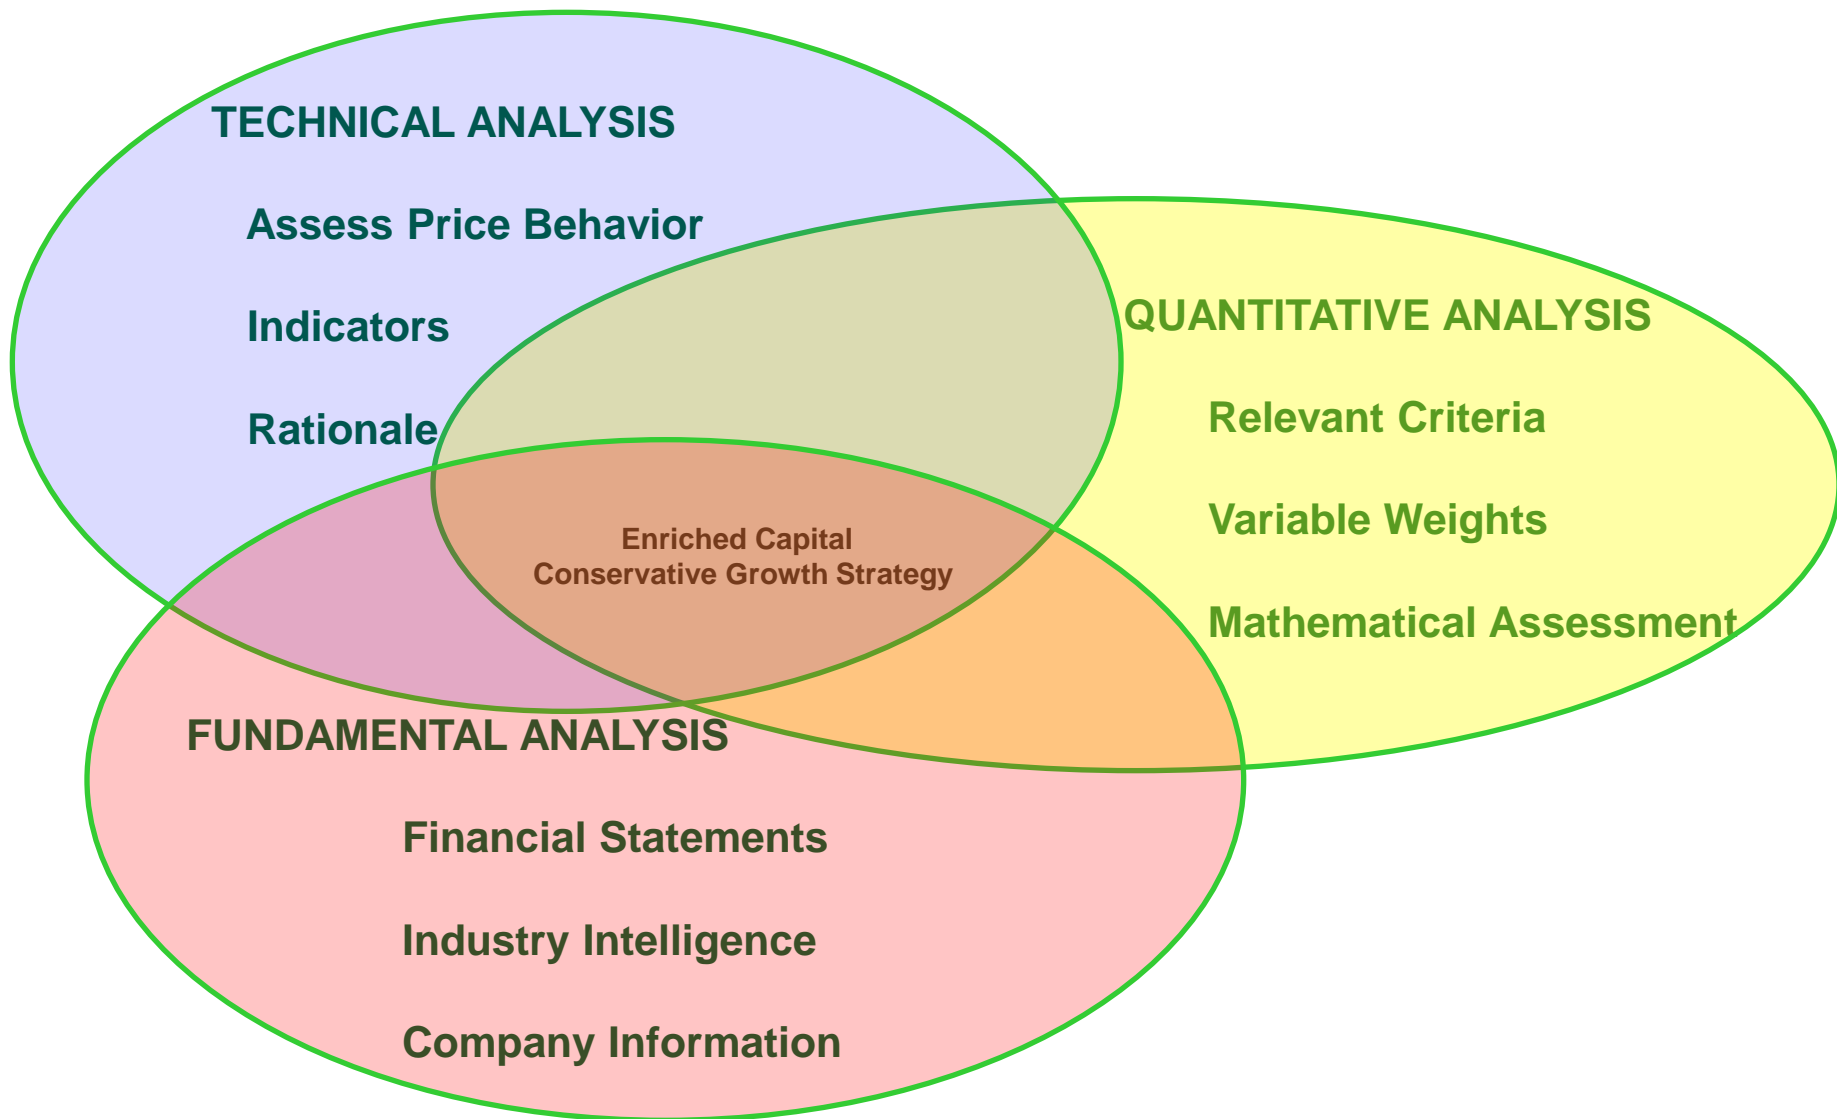 TECHNICAL ANALYSIS
Assess Price Behavior
Indicators
Rationale
QUANTITATIVE ANALYSIS
Relevant Criteria
Variable Weights
Mathematical Assessment
Enriched Capital
Conservative Growth Strategy
FUNDAMENTAL ANALYSIS
Financial Statements
Industry Intelligence
Company Information